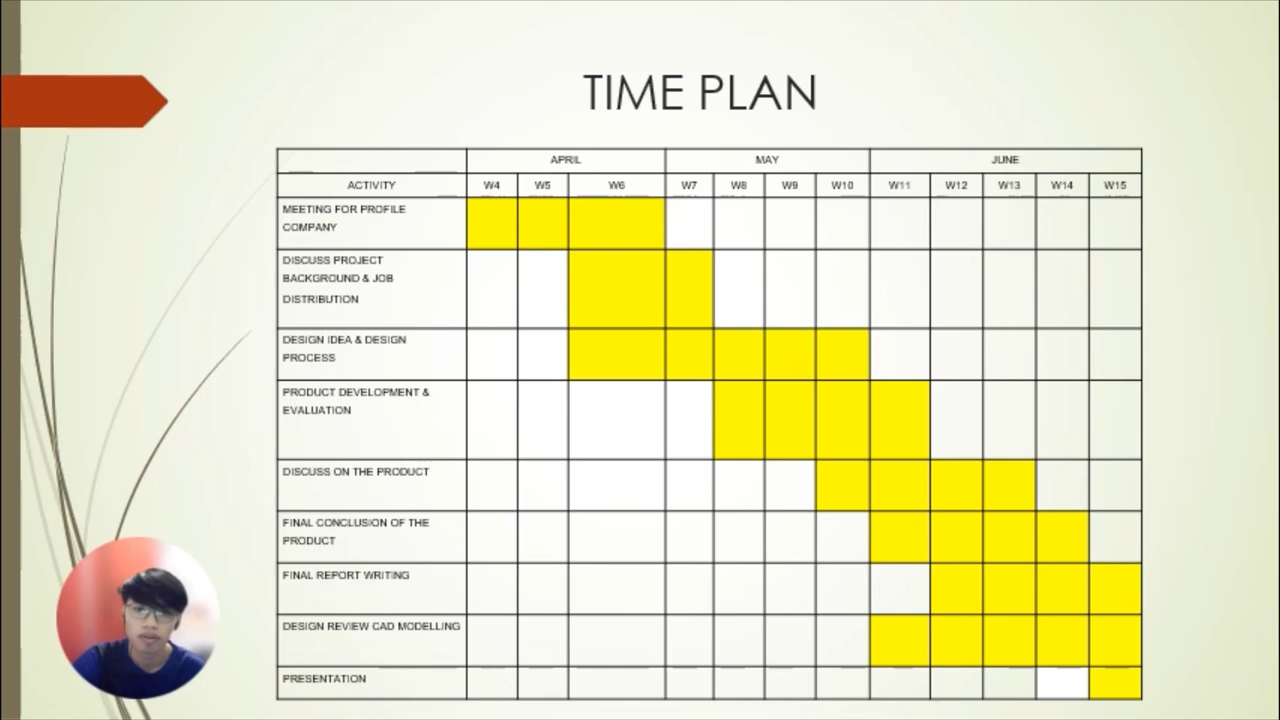 TIME PLAN
APRIL MAY JUNE
ACTIVITY W4 W5 W6 W7 W8 W9 W10 W11 W12 W13 W14 W15
MEETING FOR PROFILE
COMPANY
DISCUSS PROJECT
BACKGROUND & JOB
DISTRIBUTION
DESIGN IDEA & DESIGN
PROCESS
PRODUCT DEVELOPMENT &
EVALUATION
DISCUSS ON THE PRODUCT
FINAL CONCLUSION OF THE
PRODUCT
FINAL REPORT WRITING
DESIGN REVIEW CAD MODELLING
PRESENTATION